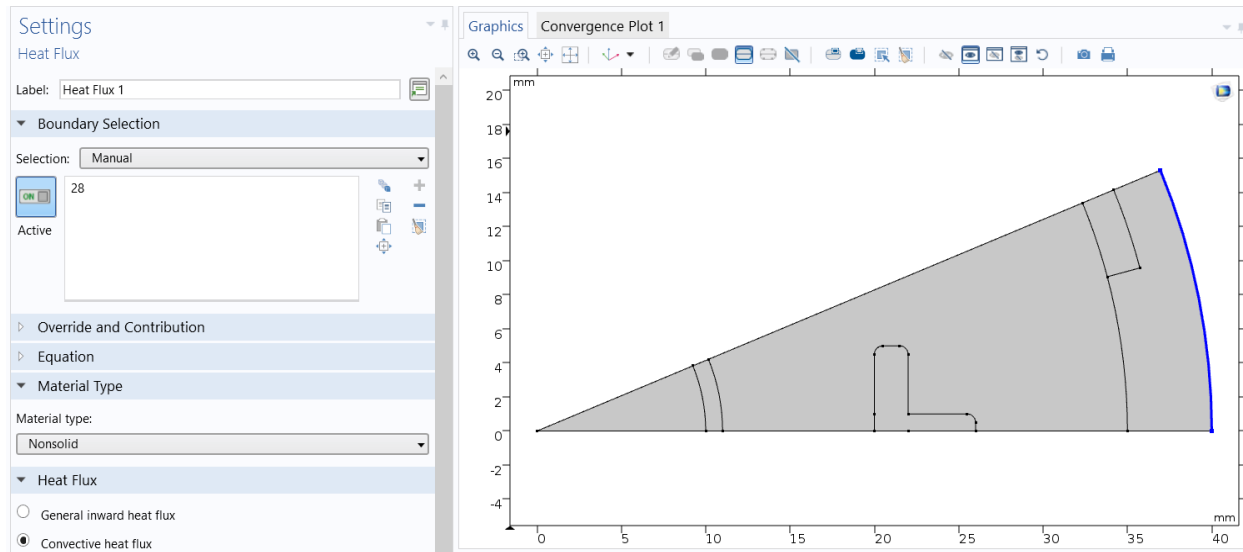 Settings
Heat Flux
Label: Heat Flux 1
Boundary Selection
Selection: Manual
28
ON
Active
Override and Contribution
Equation
Material Type
Material type:
Nonsolid
Heat Flux
General inward heat flux
Convective heat flux
Graphics Convergence Plot 1
mm
20
18
16
14
12
10
8
6
4
2
0
-2
-4
mm
0 5 10 15 20 25 30 35 40